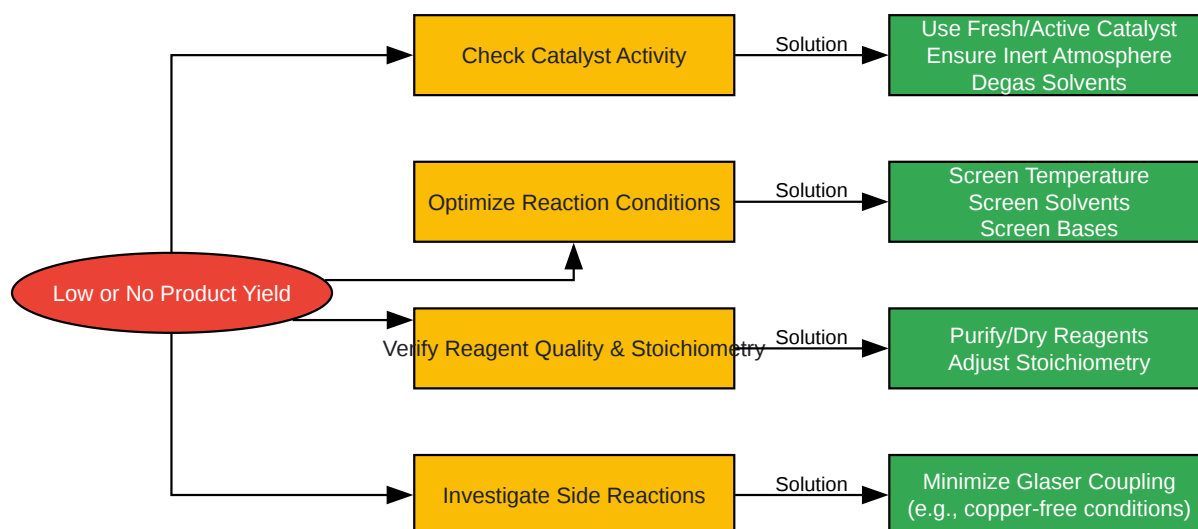 Check Catalyst Activity
Solution
Use Fresh/Active Catalyst
Ensure Inert Atmosphere
Degas Solvents
Optimize Reaction Conditions
Solution
Screen Temperature
Screen Solvents
Screen Bases
Low or No Product Yield
Verify Reagent Quality & Stoichiometry
Solution
Purify/Dry Reagents
Adjust Stoichiometry
Investigate Side Reactions
Solution
Minimize Glaser Coupling
(e.g., copper-free conditions)